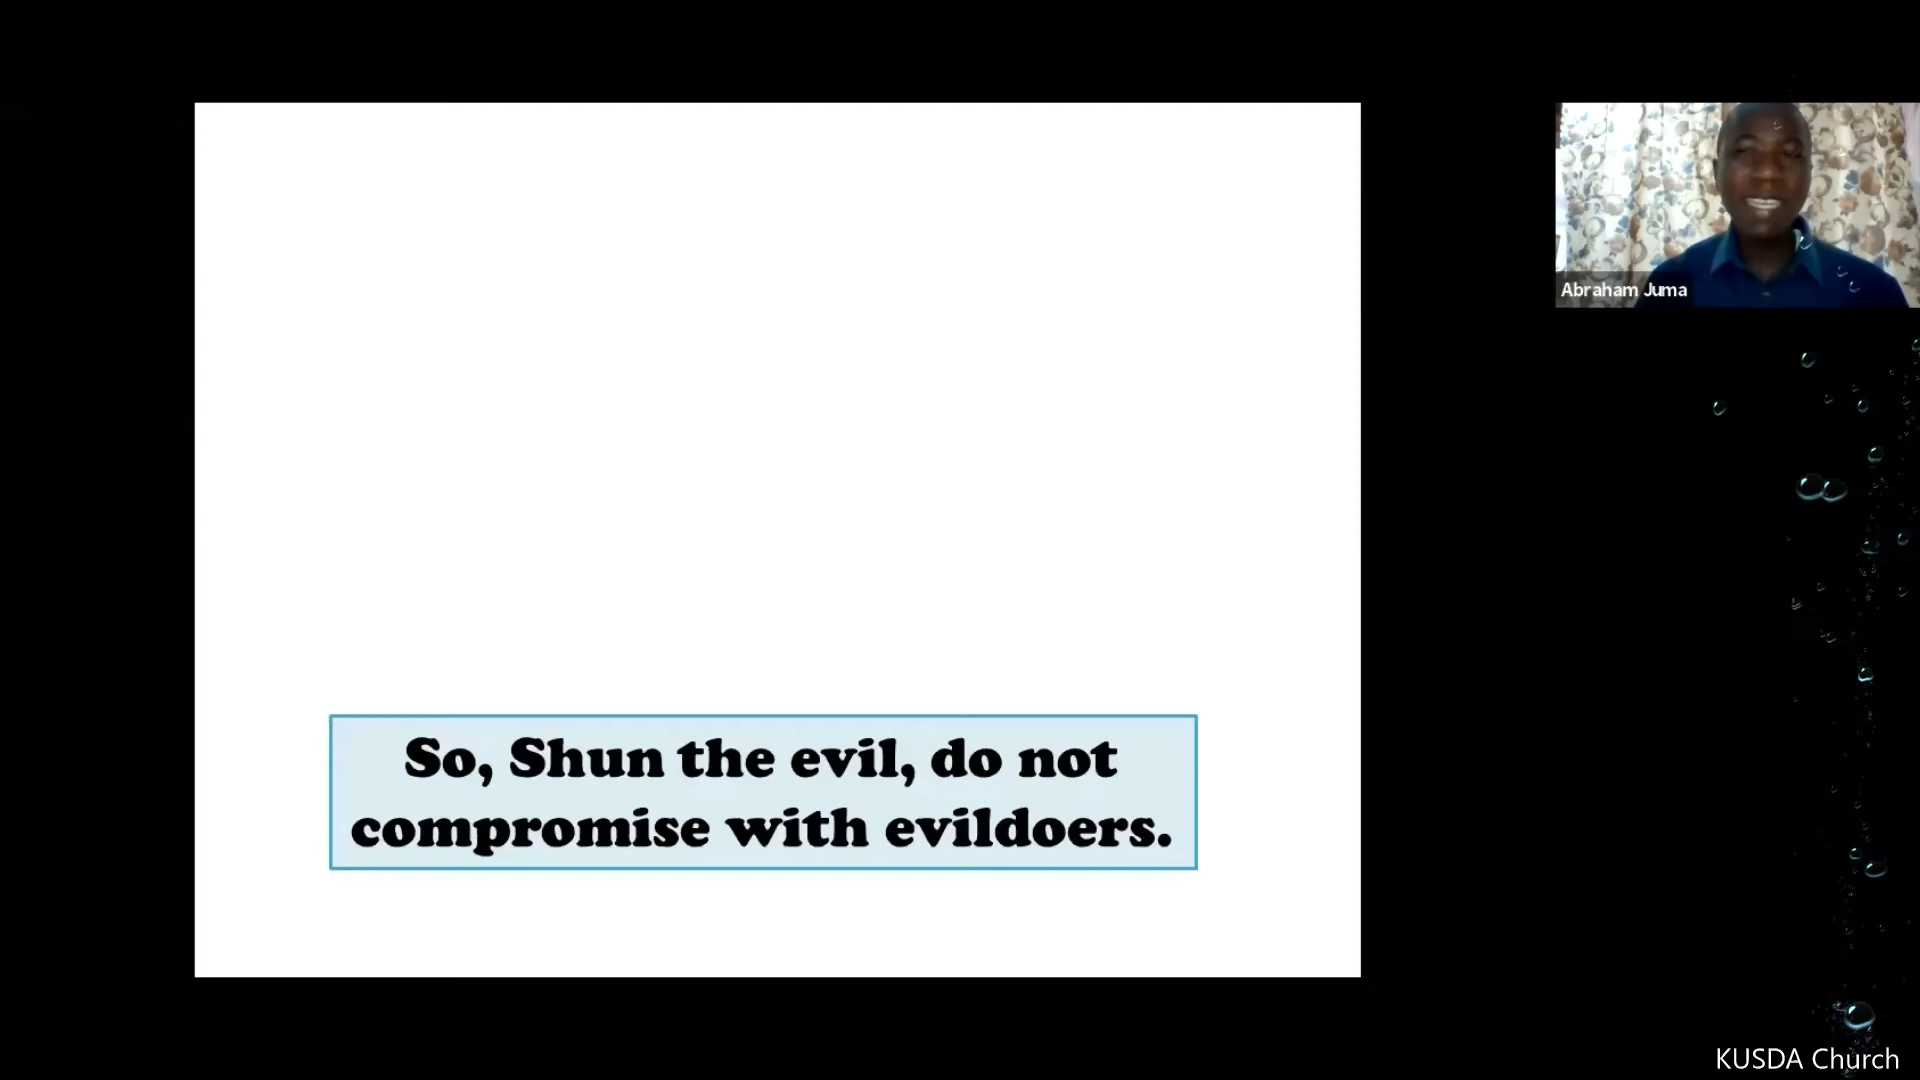 Abraham Juma
So, Shun the evil, do not
compromise with evildoers.
KUSDA Church